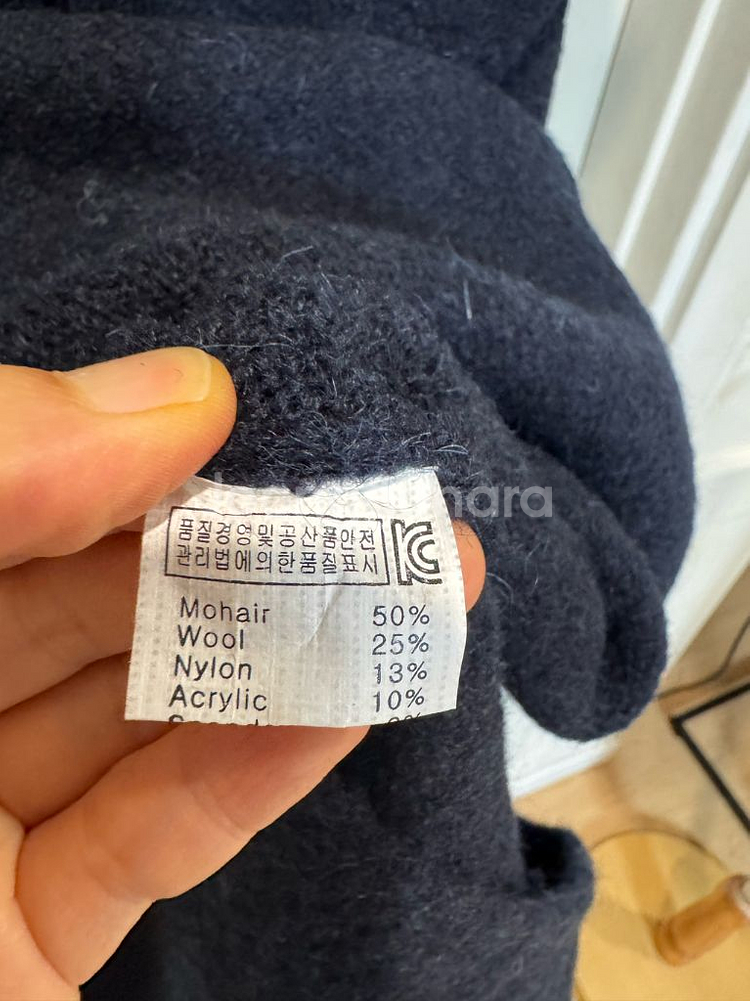 품질경영및공산품안전
관리법에의한품질표시
KC
Mohair 50%
Wool 25%
Nylon 13%
Acrylic 10%